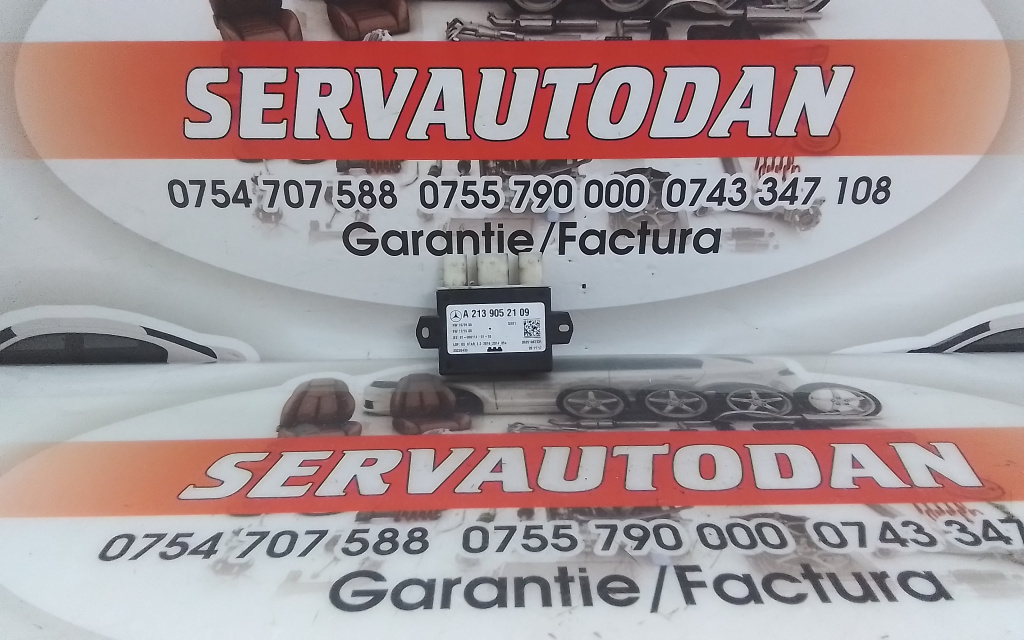 SERVAUTODAN
0754 707 588 0755 790 000 0743 347 108
Garantie/Factura
A 213 905 21 09
SERVAUTODAN
0754 707 588 0755 790 000 0743 347
Garantie/Factura